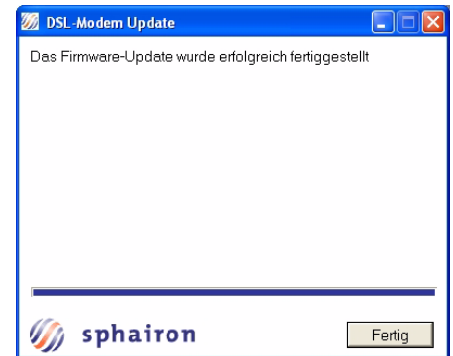 DSL-Modem Update
Das Firmware-Update wurde erfolgreich fertiggestellt
sphairon
Fertig